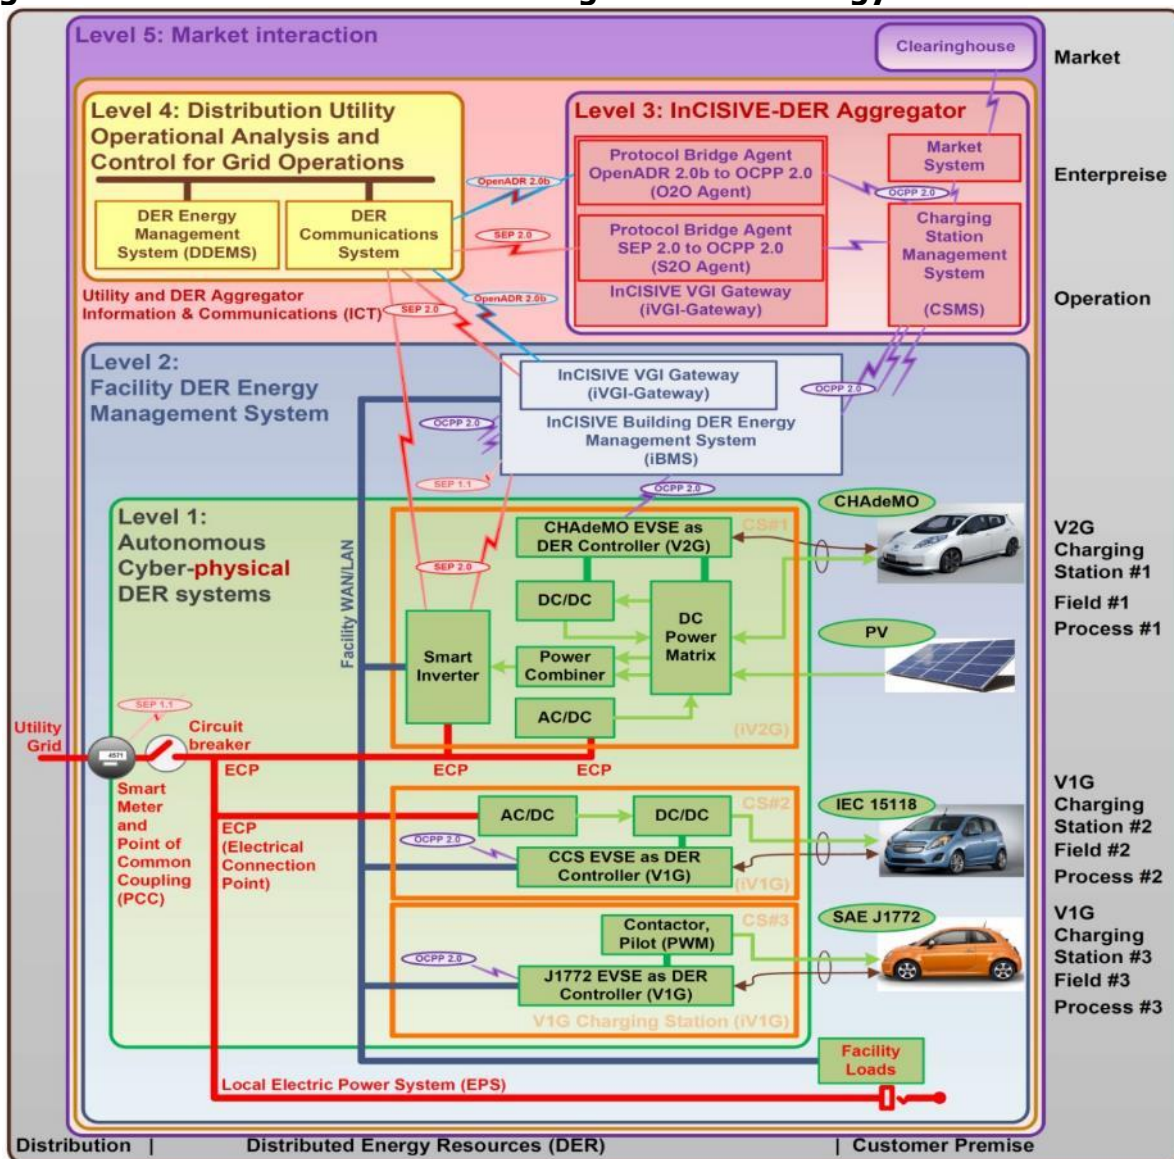 Level 5: Market interaction
Clearinghouse
Market
Level 4: Distribution Utility
Operational Analysis and
Control for Grid Operations
DER Energy
Management
System (DDEMS)
DER
Communications
System
OpenADR 2.0b
SEP 2.0
Level 3: InCISIVE-DER Aggregator
Protocol Bridge Agent
OpenADR 2.0b to OCPP 2.0
(O2O Agent)
Protocol Bridge Agent
SEP 2.0 to OCPP 2.0
(S2O Agent)
InCISIVE VGI Gateway
(iVGI-Gateway)
Market
System
OCPP 2.0
Charging
Station
Management
System
(CSMS)
Enterpreise
Operation
Utility and DER Aggregator
Information & Communications (ICT)
SEP 2.0
OpenADR 2.0b
Level 2:
Facility DER Energy
Management System
InCISIVE VGI Gateway
(iVGI-Gateway)
InCISIVE Building DER Energy
Management System
(iBMS)
OCPP 2.0
OCPP 2.0
SEP 1.1
OCPP 2.0
Level 1:
Autonomous
Cyber-physical
DER systems
Facility WAN/LAN
SEP 2.0
CHAdeMO EVSE as
DER Controller (V2G)
CS#1
DC/DC
DC
Power
Matrix
Smart
Inverter
Power
Combiner
AC/DC
(iV2G)
CHAdeMO
PV
V2G
Charging
Station #1
Field #1
Process #1
SEP 1.1
Utility
Grid
4571
Circuit
breaker
ECP
ECP
ECP
Smart
Meter
and
Point of
Common
Coupling
(PCC)
ECP
(Electrical
Connection
Point)
AC/DC
DC/DC
CS#2
OCPP 2.0
CCS EVSE as DER
Controller (V1G)
(iV1G)
IEC 15118
V1G
Charging
Station #2
Field #2
Process #2
Contactor,
Pilot (PWM)
CS#3
OCPP 2.0
J1772 EVSE as DER
Controller (V1G)
V1G Charging Station (iV1G)
SAE J1772
V1G
Charging
Station #3
Field #3
Process #3
Facility
Loads
Local Electric Power System (EPS)
Distribution |
Distributed Energy Resources (DER)
| Customer Premise